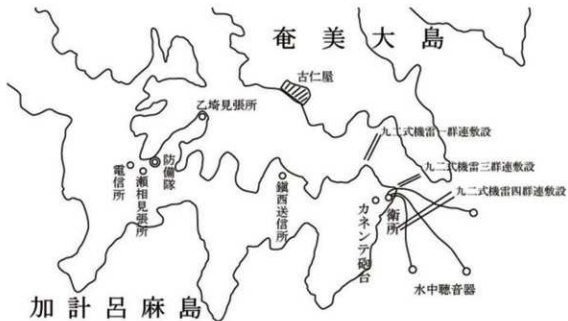 奄美大島
古仁屋
乙埼見張所
九二式機雷一群連敷設
防備隊
電信所
瀬相見張所
鎭西送信所
九二式機雷三群連敷設
九二式機雷四群連敷設
衛所
カネンテ砲台
水中聽音器
加計呂麻島